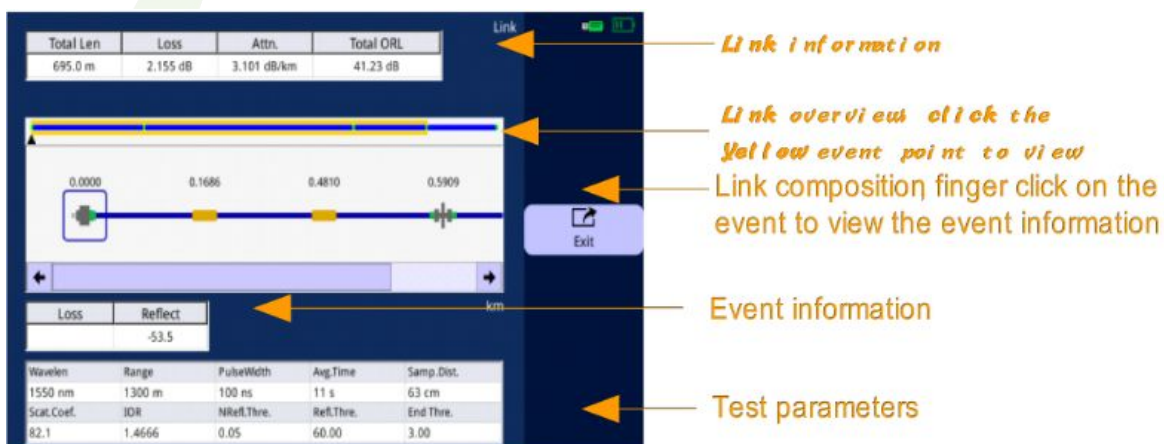 Link
Total Len Loss Attn. Total ORL
695.0 m 2.155 dB 3.101 dB/km 41.23 dB
Link information
Link overview click the
Yellow event point to view
0.0000 0.1686 0.4810 0.5909
Link composition, finger click on the
event to view the event information
Exit
km
Loss Reflect
-53.5
Event information
Wavelen Range PulseWidth Avg.Time Samp.Dist.
1550 nm 1300 m 100 ns 11 s 63 cm
Scat.Coef. IOR NRefl.Thre. Refl.Thre. End Thre.
82.1 1.4666 0.05 60.00 3.00
Test parameters